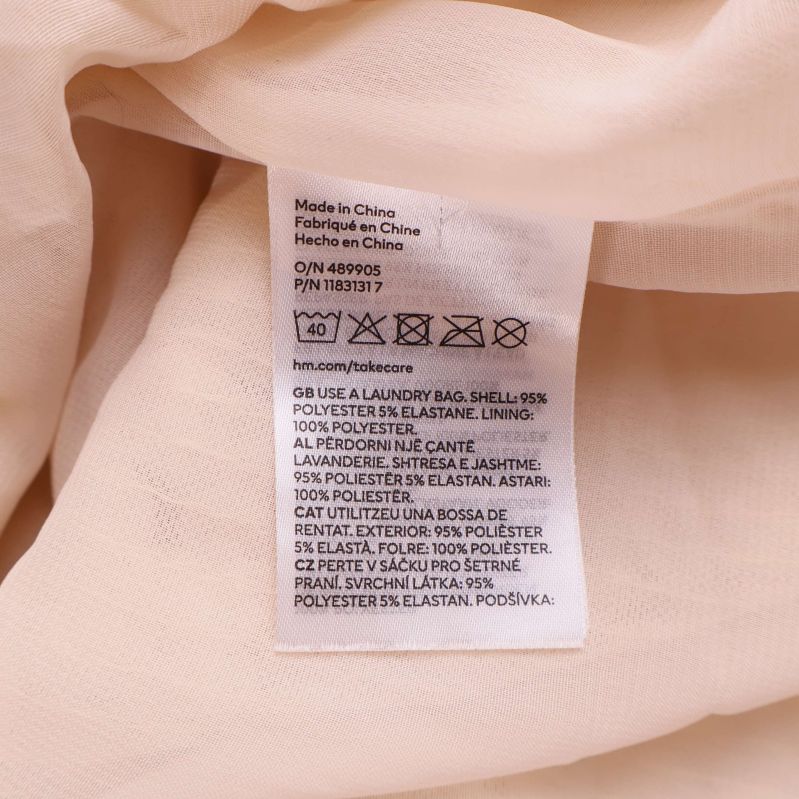 Made in China
Fabriqué en Chine
Hecho en China
O/N 489905
P/N 1183131 7
40
hm.com/takecare
GB USE A LAUNDRY BAG. SHELL: 95%
POLYESTER 5% ELASTANE. LINING:
100% POLYESTER.
AL PËRDORNI NJË ÇANTË
LAVANDERIE. SHTRESA E JASHTME:
95% POLIESTËR 5% ELASTAN. ASTARI:
100% POLIESTËR.
CAT UTILITZEU UNA BOSSA DE
RENTAT. EXTERIOR: 95% POLIÈSTER
5% ELASTÀ. FOLRE: 100% POLIÈSTER.
CZ PERTE V SÁČKU PRO ŠETRNÉ
PRANÍ. SVRCHNÍ LÁTKA: 95%
POLYESTER 5% ELASTAN. PODŠÍVKA: